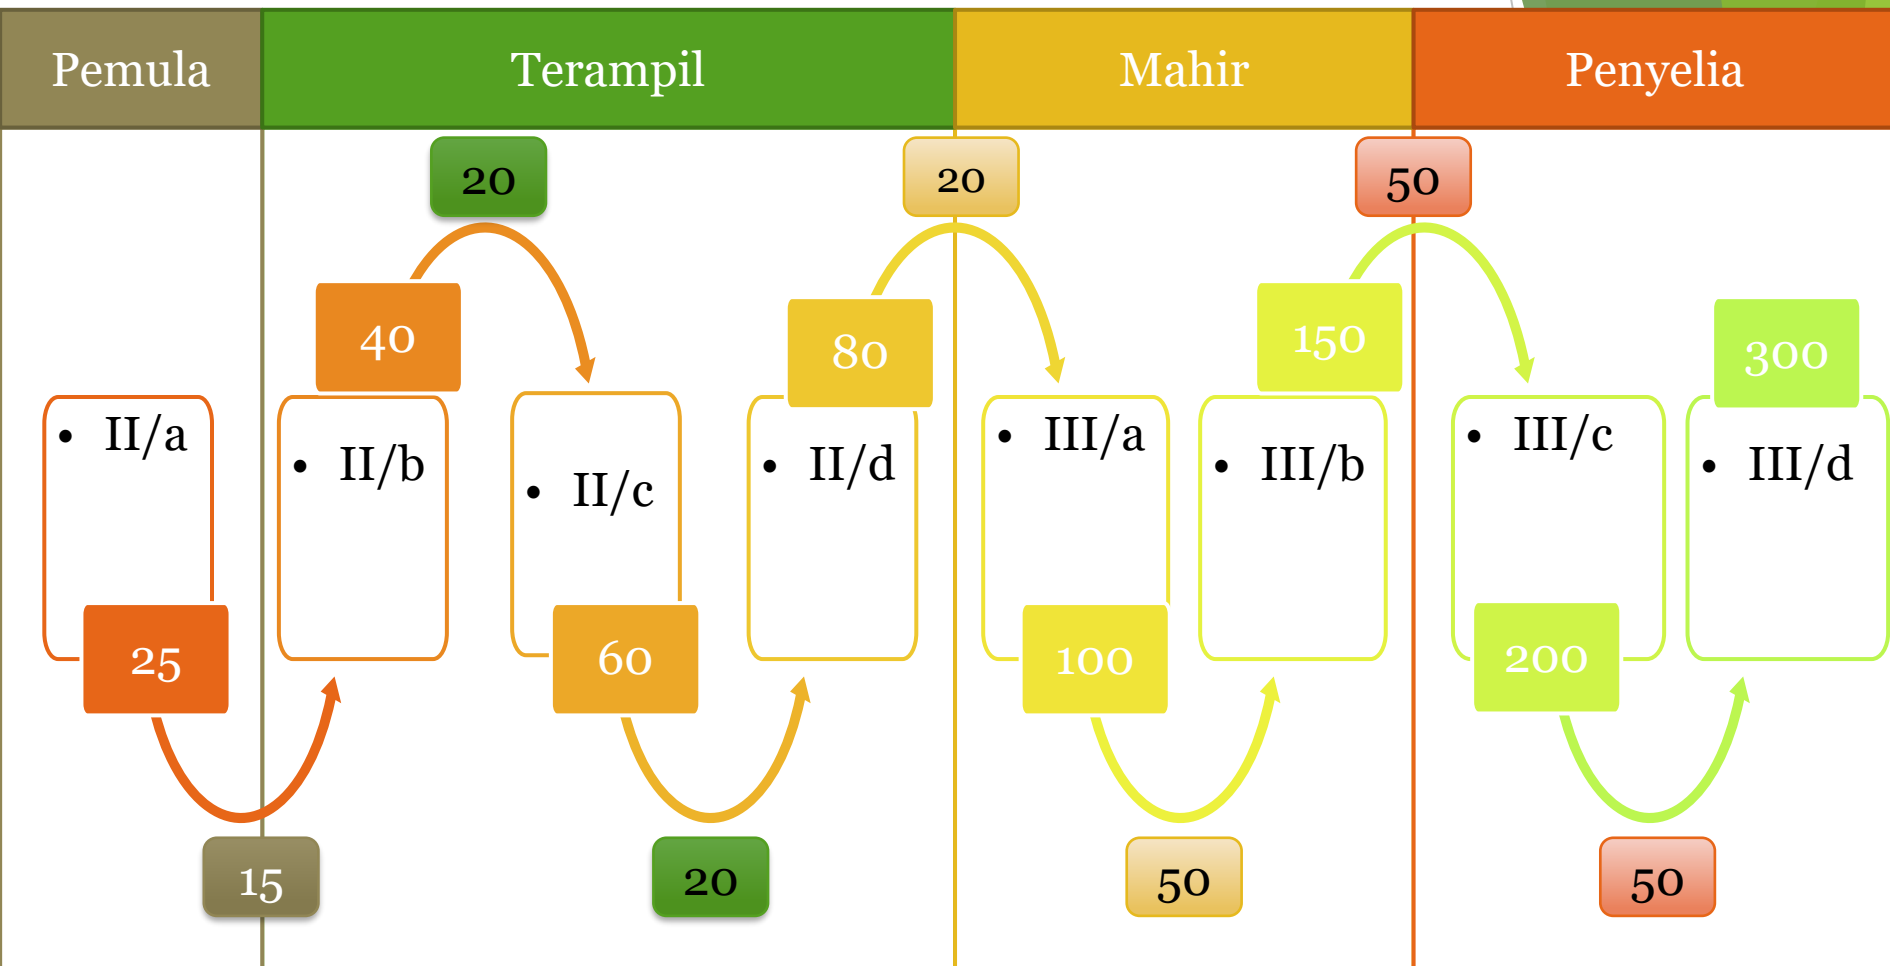 Pemula
Terampil
Mahir
Penyelia
20
20
50
40
80
150
300
• II/a
• II/b
• II/c
• II/d
• III/a
• III/b
• III/c
• III/d
25
60
100
200
15
20
50
50